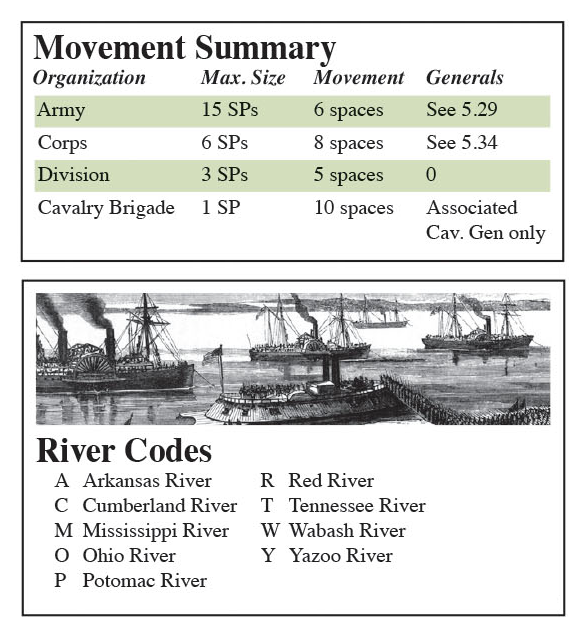 Movement Summary
Organization Max. Size Movement Generals
Army 15 SPs 6 spaces See 5.29
Corps 6 SPs 8 spaces See 5.34
Division 3 SPs 5 spaces 0
Cavalry Brigade 1 SP 10 spaces Associated
Cav. Gen only
River Codes
A Arkansas River R Red River
C Cumberland River T Tennessee River
M Mississippi River W Wabash River
O Ohio River Y Yazoo River
P Potomac River